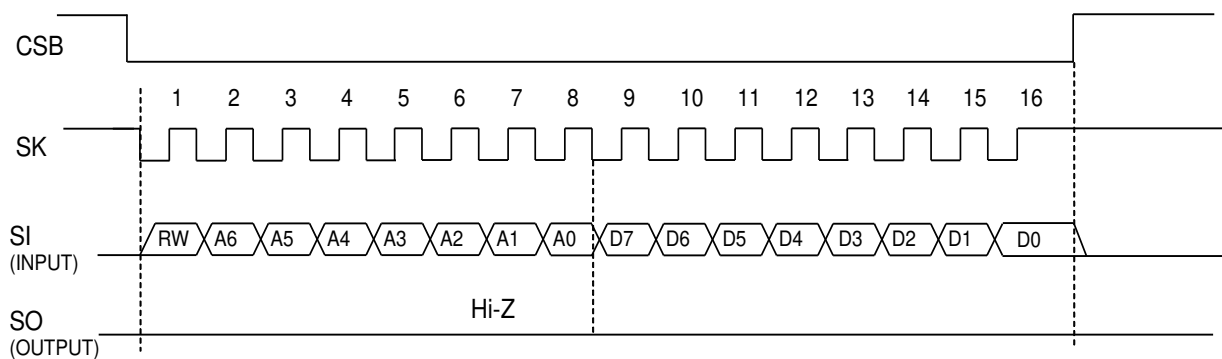 CSB
1 2 3 4 5 6 7 8 9 10 11 12 13 14 15 16
SK
SI
(INPUT)
RW A6 A5 A4 A3 A2 A1 A0 D7 D6 D5 D4 D3 D2 D1 D0
Hi-Z
SO
(OUTPUT)